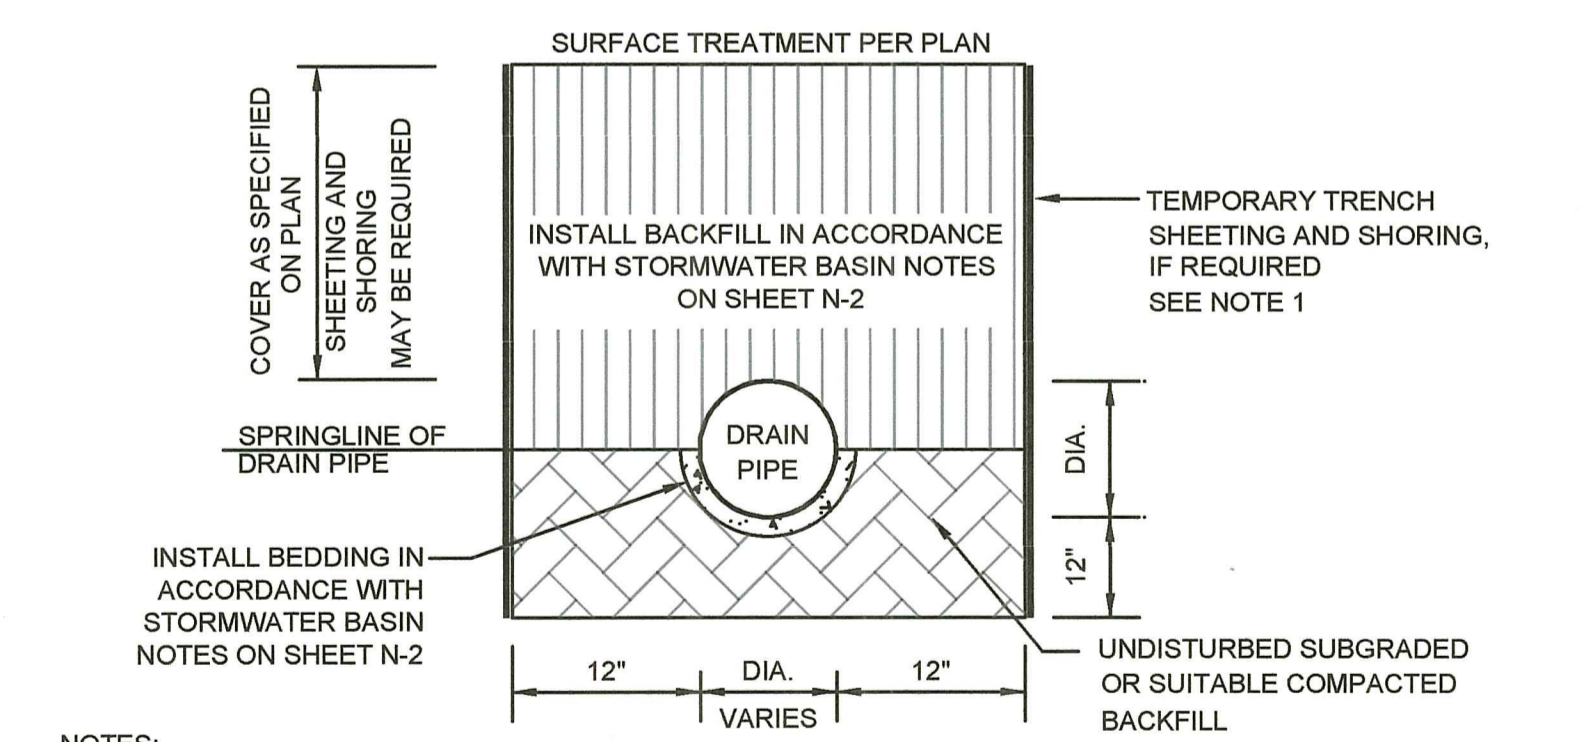 SURFACE TREATMENT PER PLAN
COVER AS SPECIFIED
ON PLAN
SHEETING AND
SHORING
MAY BE REQUIRED
INSTALL BACKFILL IN ACCORDANCE
WITH STORMWATER BASIN NOTES
ON SHEET N-2
TEMPORARY TRENCH
SHEETING AND SHORING,
IF REQUIRED
SEE NOTE 1
SPRINGLINE OF
DRAIN PIPE
DRAIN
PIPE
DIA.
12"
INSTALL BEDDING IN
ACCORDANCE WITH
STORMWATER BASIN
NOTES ON SHEET N-2
12"
DIA.
VARIES
12"
UNDISTURBED SUBGRADED
OR SUITABLE COMPACTED
BACKFILL
NOTES: